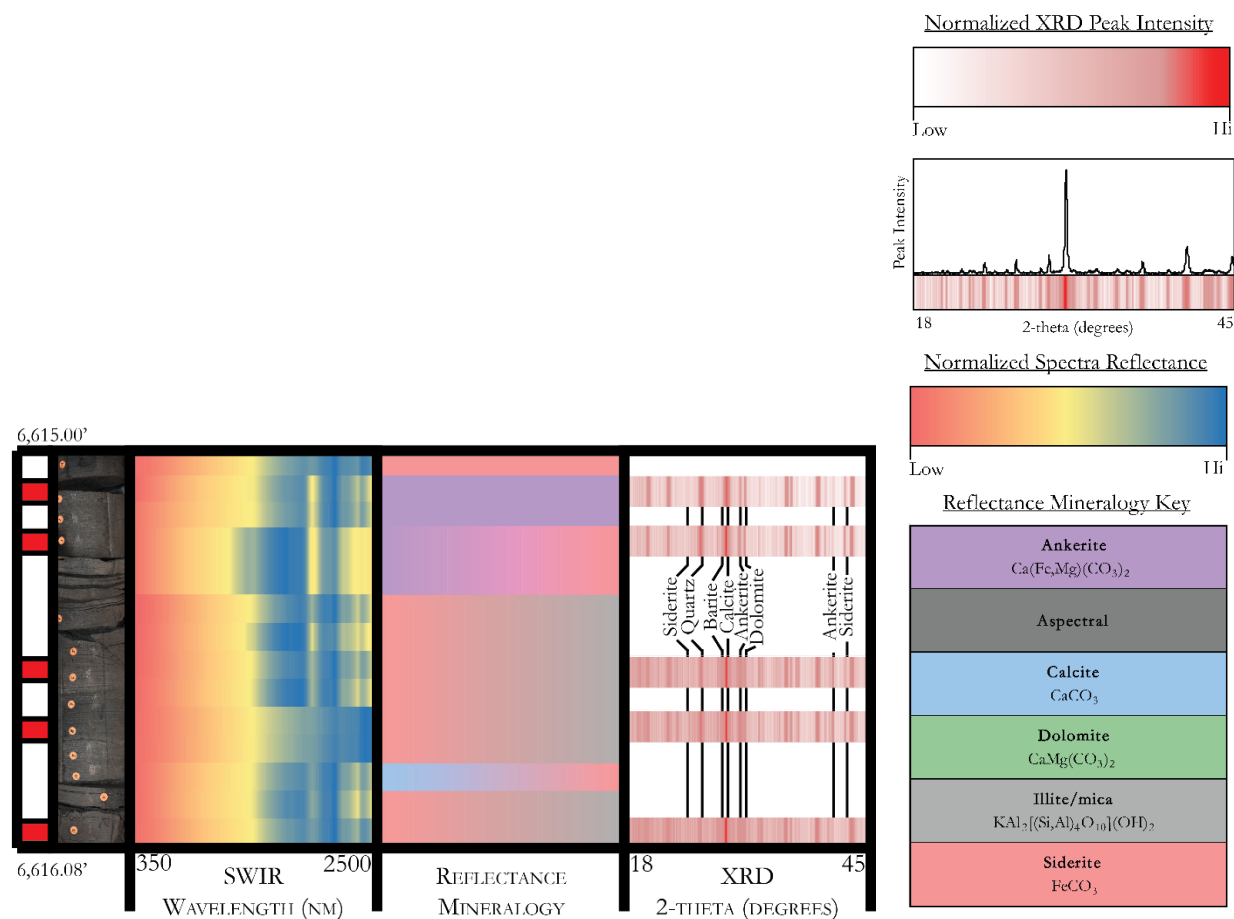 Normalized XRD Peak Intensity
Low Hi
Peak Intensity
18 45
2-theta (degrees)
Normalized Spectra Reflectance
Low Hi
Reflectance Mineralogy Key
Ankerite
Ca(Fe,Mg)(CO₃)₂
Aspectral
Calcite
CaCO₃
Dolomite
CaMg(CO₃)₂
Illite/mica
KAl₂[(Si,Al)₄O₁₀](OH)₂
Siderite
FeCO₃
6,615.00’
Siderite
Quartz
Barite
Calcite
Ankerite
Dolomite
Ankerite
Siderite
6,616.08’
350 2500
SWIR
Wavelength (nm)
Reflectance
Mineralogy
18 45
XRD
2-theta (degrees)